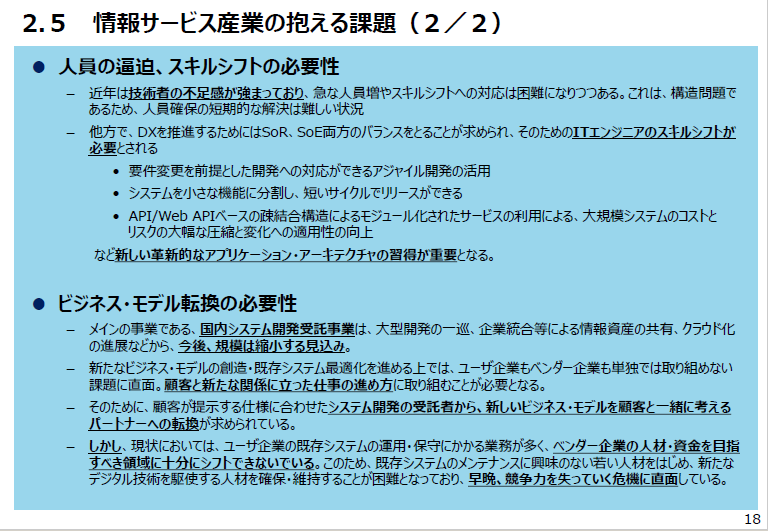 2.5 情報サービス産業の抱える課題（２／２）
● 人員の逼迫、スキルシフトの必要性
－ 近年は技術者の不足感が強まっており、急な人員増やスキルシフトへの対応は困難になりつつある。これは、構造問題で
あるため、人員確保の短期的な解決は難しい状況
－ 他方で、DXを推進するためにはSoR、SoE両方のバランスをとることが求められ、そのためのITエンジニアのスキルシフトが
必要とされる
• 要件変更を前提とした開発への対応ができるアジャイル開発の活用
• システムを小さな機能に分割し、短いサイクルでリリースができる
• API/Web APIベースの疎結合構造によるモジュール化されたサービスの利用による、大規模システムのコストと
リスクの大幅な圧縮と変化への適用性の向上
など新しい革新的なアプリケーション・アーキテクチャの習得が重要となる。
● ビジネス・モデル転換の必要性
－ メインの事業である、国内システム開発受託事業は、大型開発の一巡、企業統合等による情報資産の共有、クラウド化
の進展などから、今後、規模は縮小する見込み。
－ 新たなビジネス・モデルの創造・既存システム最適化を進める上では、ユーザ企業もベンダー企業も単独では取り組めない
課題に直面。顧客と新たな関係に立った仕事の進め方に取り組むことが必要となる。
－ そのために、顧客が提示する仕様に合わせたシステム開発の受託者から、新しいビジネス・モデルを顧客と一緒に考える
パートナーへの転換が求められている。
－ しかし、現状においては、ユーザ企業の既存システムの運用・保守にかかる業務が多く、ベンダー企業の人材・資金を目指
すべき領域に十分にシフトできないでいる。このため、既存システムのメンテナンスに興味のない若い人材をはじめ、新たな
デジタル技術を駆使する人材を確保・維持することが困難となっており、早晩、競争力を失っていく危機に直面している。
18